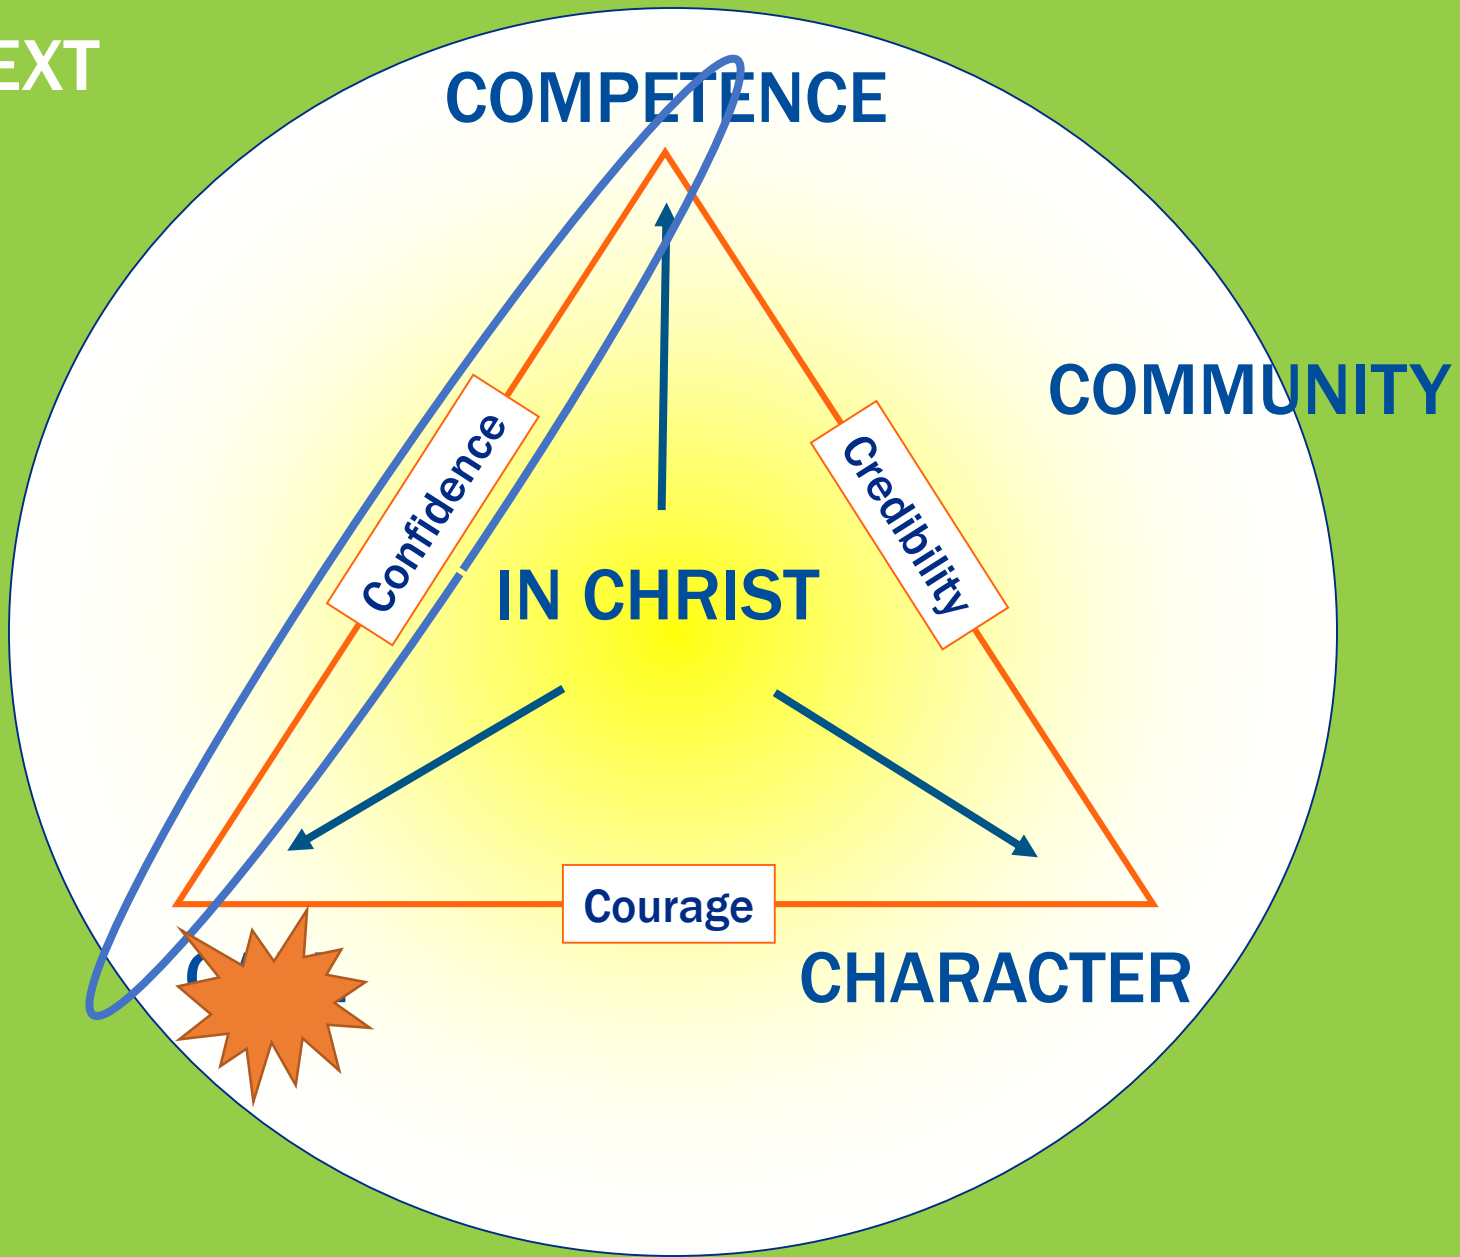 EXT
COMPETENCE
COMMUNITY
Confidence
Credibility
IN CHRIST
Courage
CHARACTER